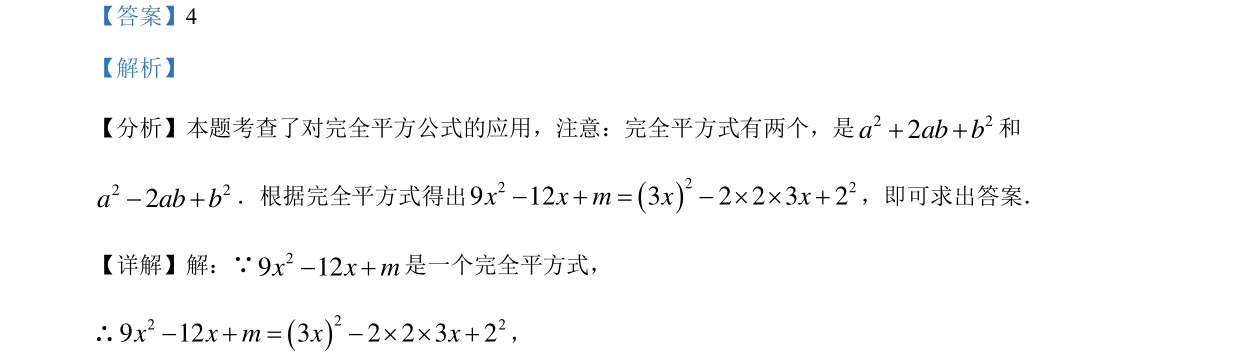 【答案】4
【解析】
【分析】本题考查了对完全平方公式的应用，注意：完全平方式有两个，是a²+2ab+b²和
a²−2ab+b²．根据完全平方式得出9x²−12x+m=(3x)²−2×2×3x+2²，即可求出答案．
【详解】解：∵9x²−12x+m是一个完全平方式，
∴9x²−12x+m=(3x)²−2×2×3x+2²，